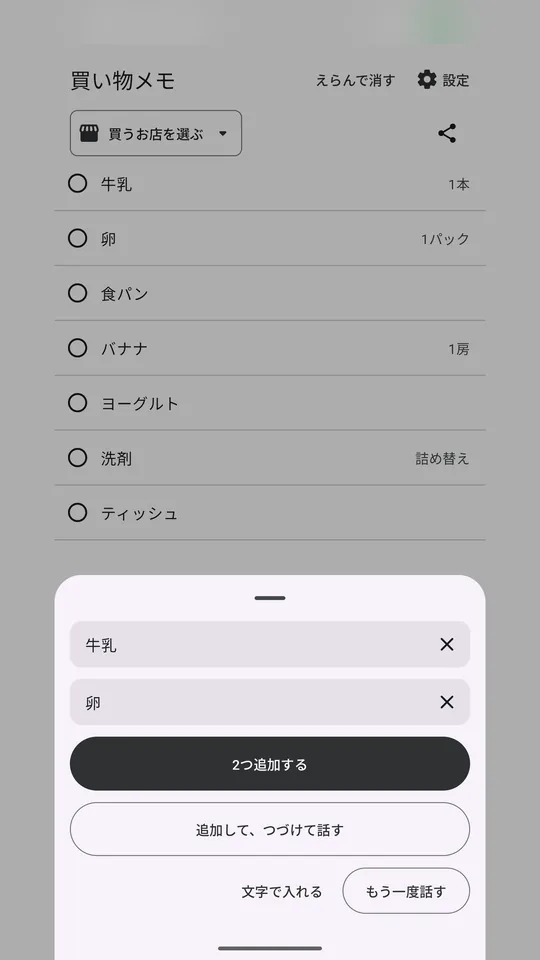 買い物メモ えらんで消す 設定
買うお店を選ぶ
牛乳 1本
卵 1パック
食パン
バナナ 1房
ヨーグルト
洗剤 詰め替え
ティッシュ
牛乳
卵
2つ追加する
追加して、つづけて話す
文字で入れる もう一度話す